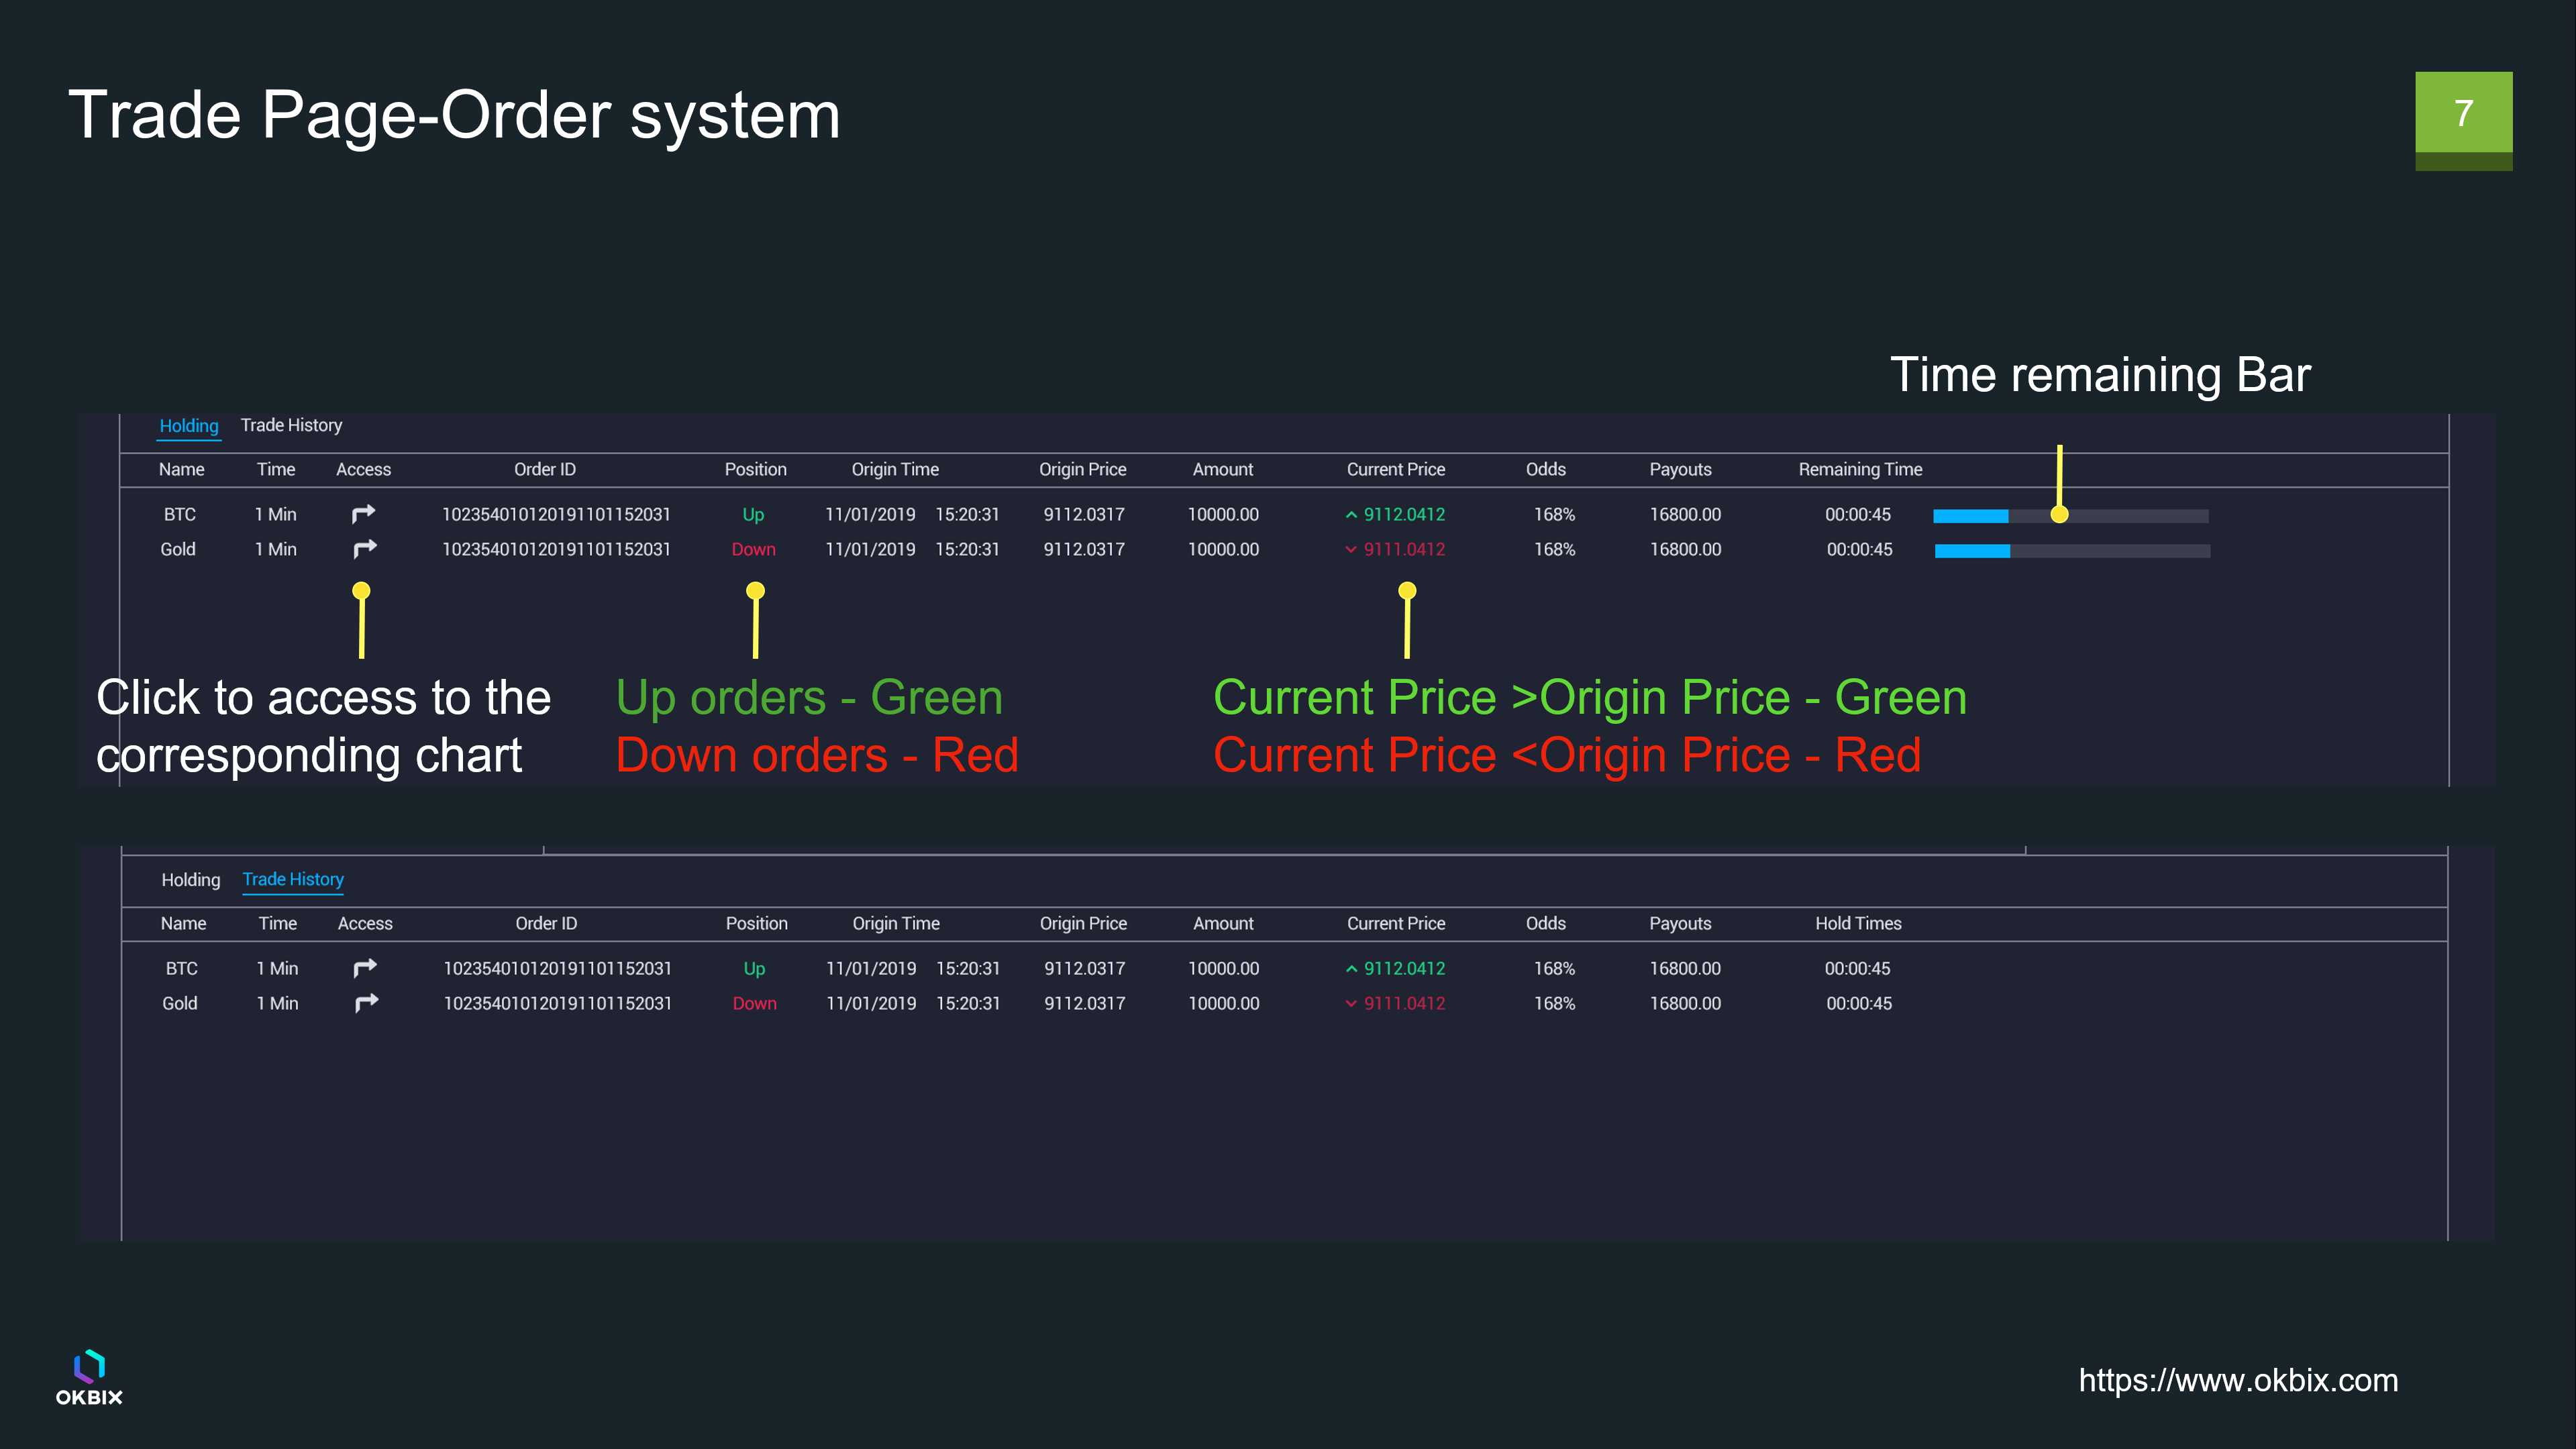 Trade Page-Order system
7
Time remaining Bar
Holding Trade History
Name Time Access Order ID Position Origin Time Origin Price Amount Current Price Odds Payouts Remaining Time
BTC 1 Min 102354010120191101152031 Up 11/01/2019 15:20:31 9112.0317 10000.00 9112.0412 168% 16800.00 00:00:45
Gold 1 Min 102354010120191101152031 Down 11/01/2019 15:20:31 9112.0317 10000.00 9111.0412 168% 16800.00 00:00:45
Click to access to the
corresponding chart
Up orders - Green
Down orders - Red
Current Price >Origin Price - Green
Current Price <Origin Price - Red
Holding Trade History
Name Time Access Order ID Position Origin Time Origin Price Amount Current Price Odds Payouts Hold Times
BTC 1 Min 102354010120191101152031 Up 11/01/2019 15:20:31 9112.0317 10000.00 9112.0412 168% 16800.00 00:00:45
Gold 1 Min 102354010120191101152031 Down 11/01/2019 15:20:31 9112.0317 10000.00 9111.0412 168% 16800.00 00:00:45
OKBIX
https://www.okbix.com